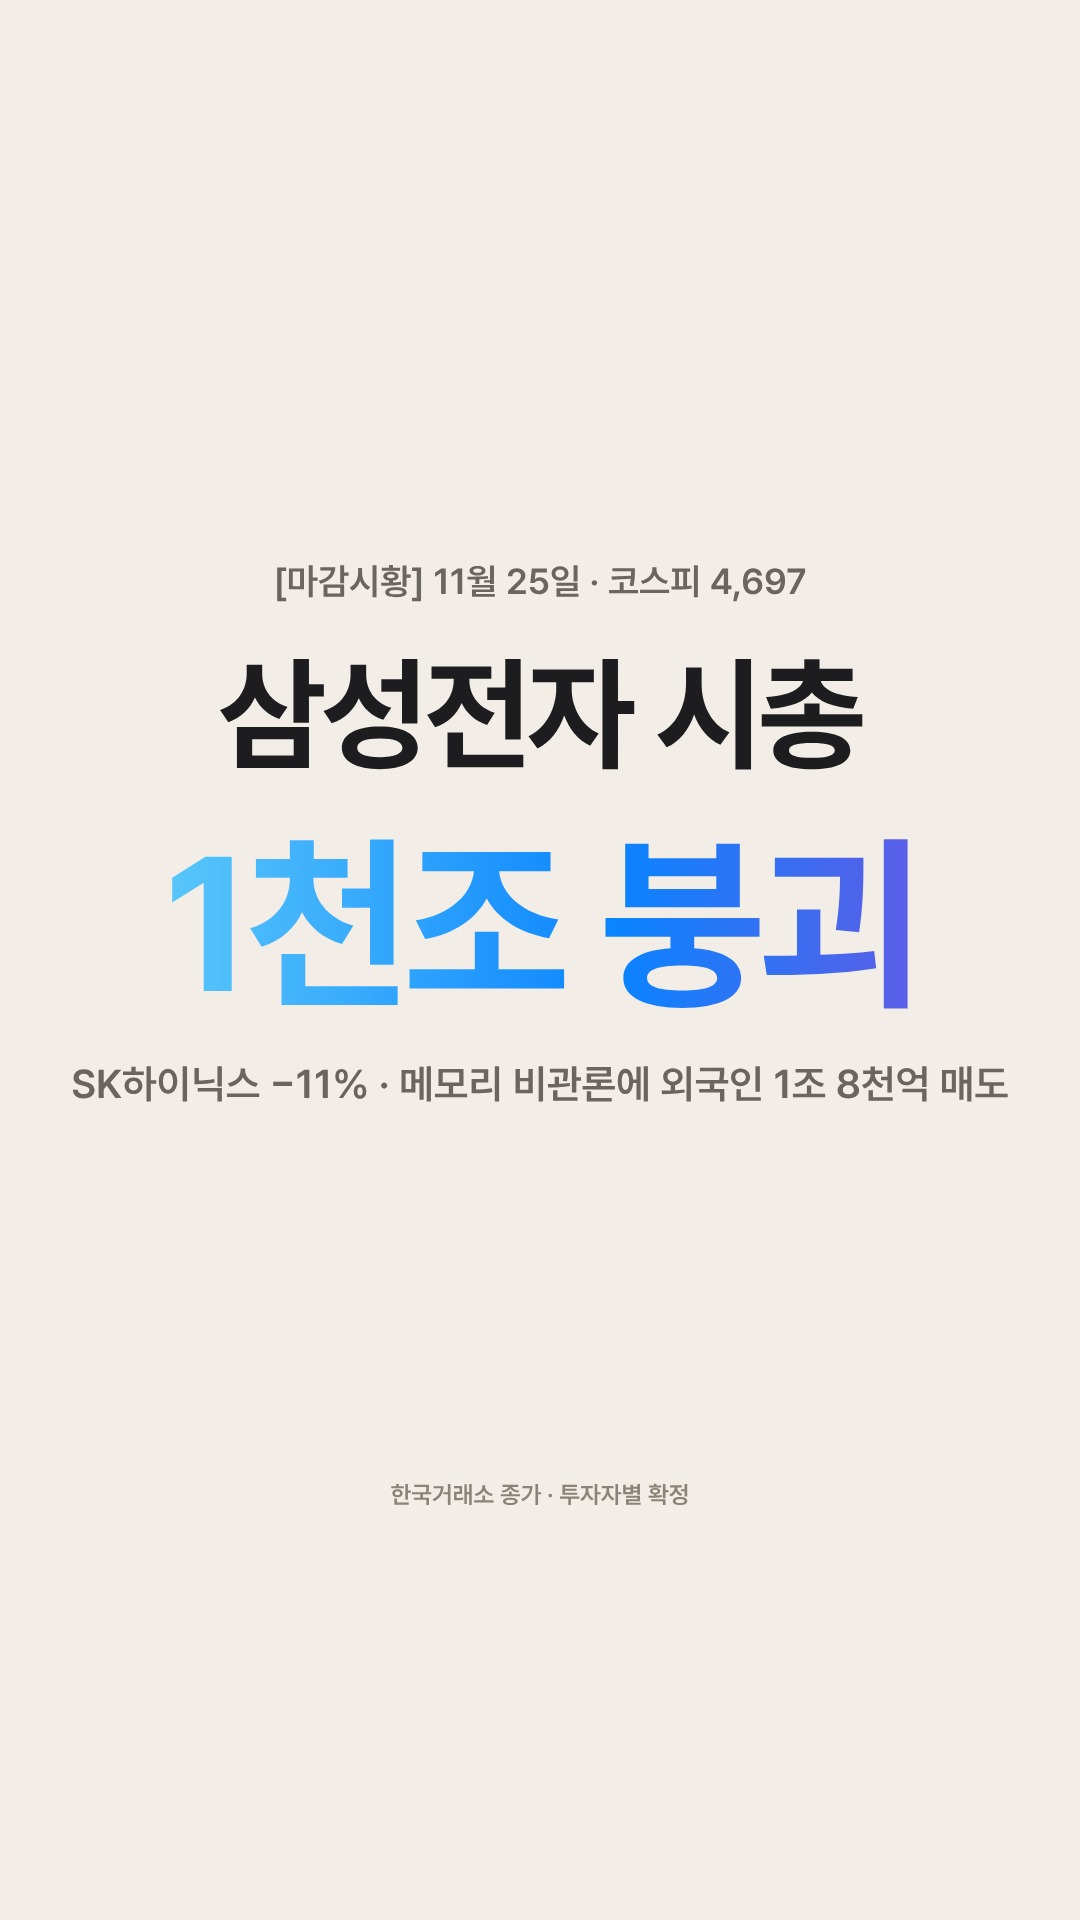 [마감시황] 11월 25일 · 코스피 4,697
삼성전자 시총
1천조 붕괴
SK하이닉스 −11% · 메모리 비관론에 외국인 1조 8천억 매도
한국거래소 종가 · 투자자별 확정